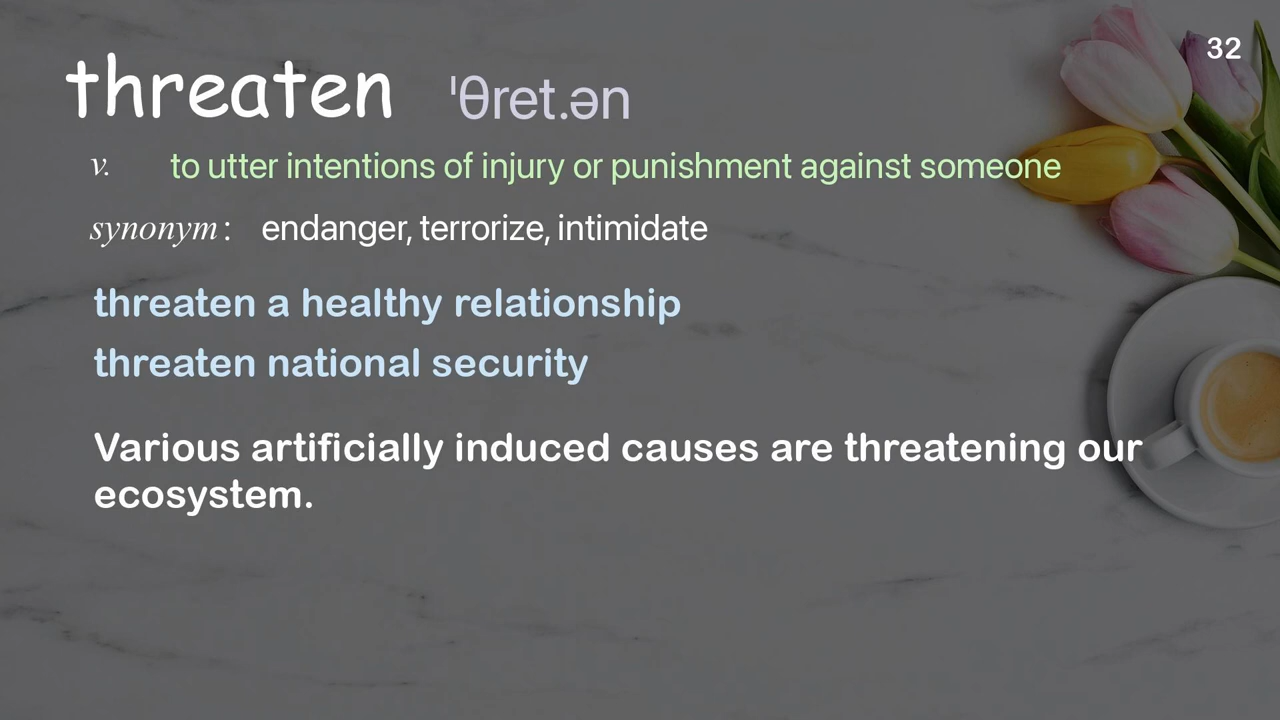 32
threaten ˈθret.ən
v. to utter intentions of injury or punishment against someone
synonym: endanger, terrorize, intimidate
threaten a healthy relationship
threaten national security
Various artificially induced causes are threatening our
ecosystem.